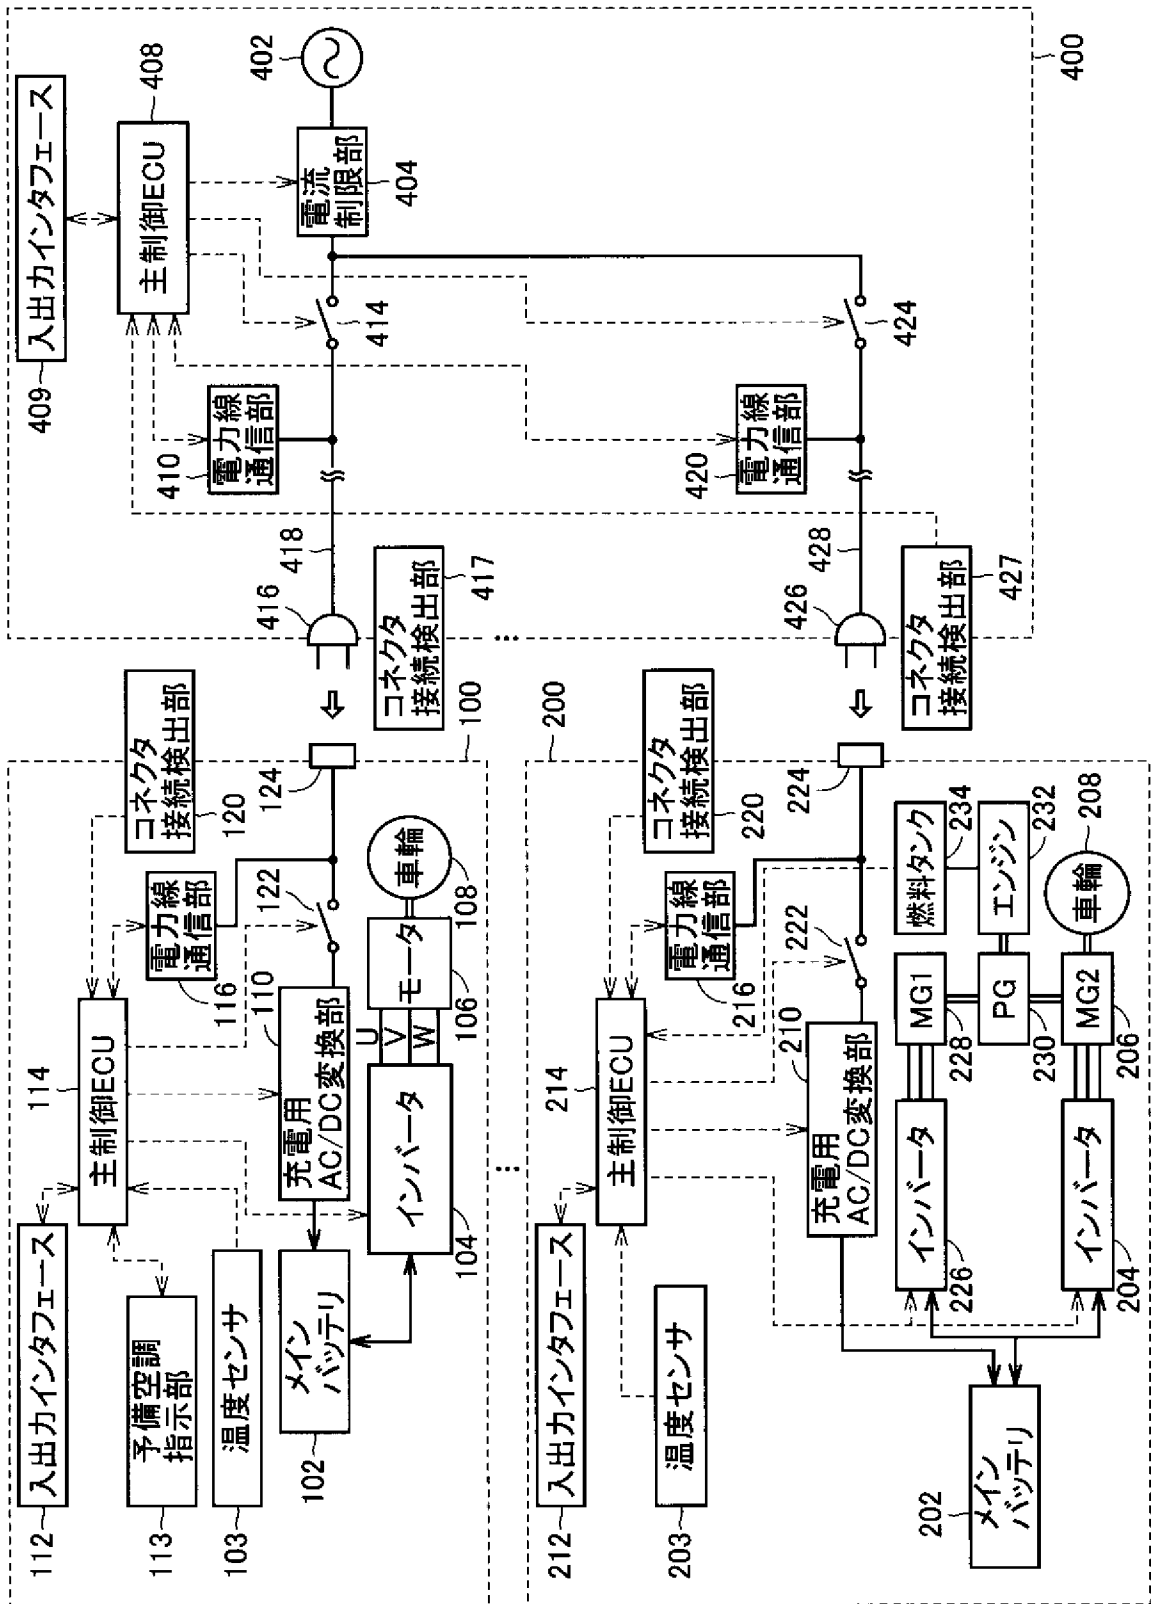 入出力インタフェース
112
予備空調
指示部
113
温度センサ
103
主制御ECU
114
メイン
バッテリ
102
充電用
AC/DC変換部
110
インバータ
104
U
V
W
モータ
106
車輪
108
電力線
通信部
116
122
コネクタ
接続検出部
120
124
100
入出力インタフェース
212
温度センサ
203
主制御ECU
214
メイン
バッテリ
202
充電用
AC/DC変換部
210
インバータ
226
インバータ
204
MG1
228
PG
230
MG2
206
燃料タンク
234
エンジン
232
車輪
208
電力線
通信部
216
222
コネクタ
接続検出部
220
224
200
入出力インタフェース
409
主制御ECU
408
402
電流
制限部
404
414
電力線
通信部
410
418
416
コネクタ
接続検出部
417
424
電力線
通信部
420
428
426
コネクタ
接続検出部
427
400